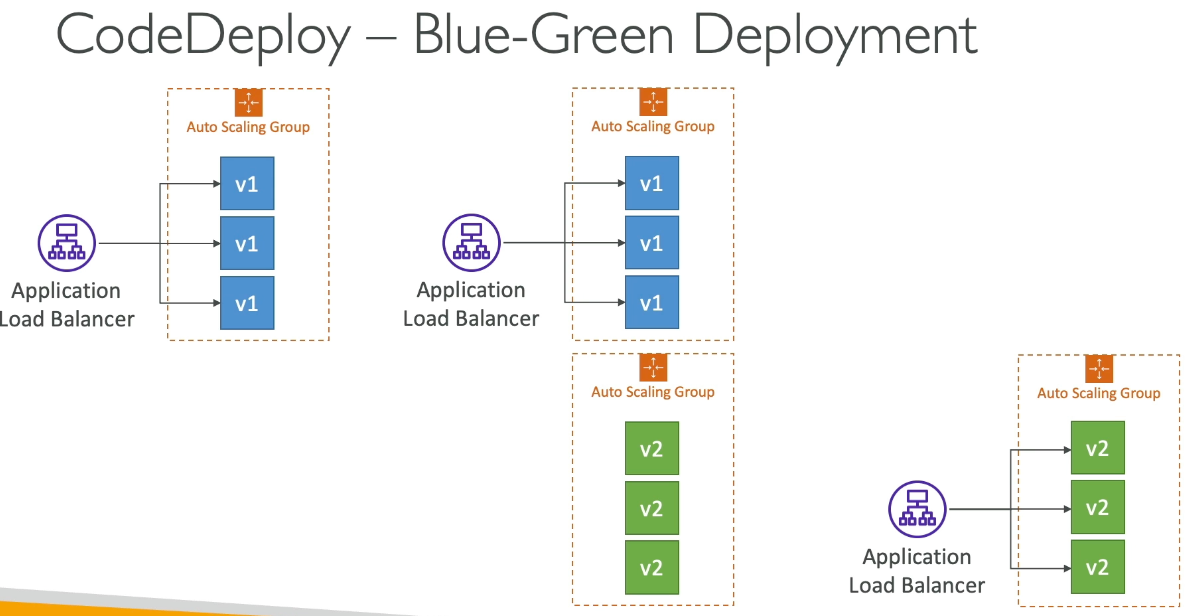 CodeDeploy – Blue-Green Deployment
Auto Scaling Group
v1
v1
v1
Application
Load Balancer
Auto Scaling Group
v1
v1
v1
Application
Load Balancer
Auto Scaling Group
v2
v2
v2
Auto Scaling Group
v2
v2
v2
Application
Load Balancer